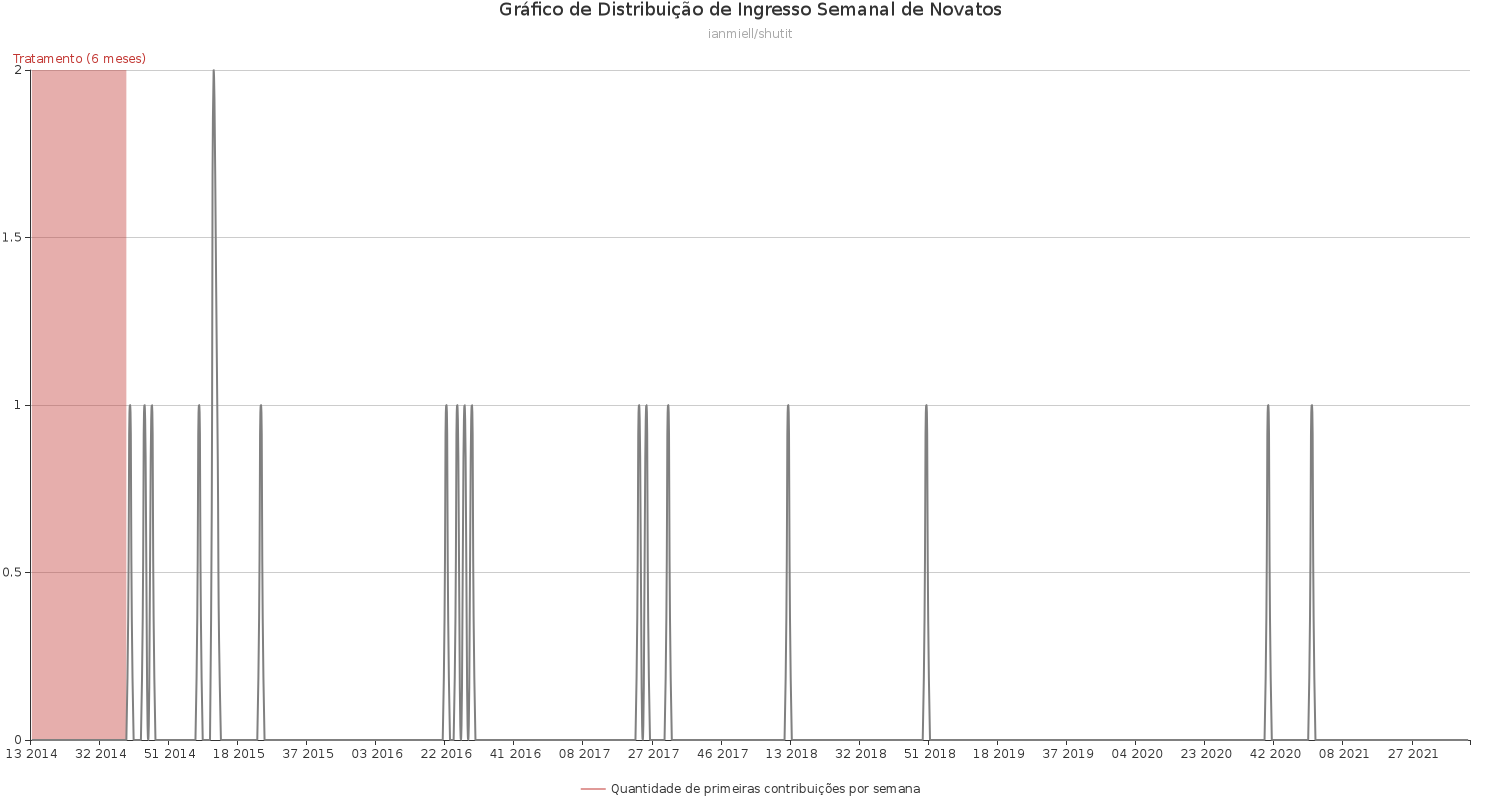 Gráfico de Distribuição de Ingresso Semanal de Novatos
ianmiell/shutit
Tratamento (6 meses)
2
1.5
1
0.5
0
13 2014 32 2014 51 2014 18 2015 37 2015 03 2016 22 2016 41 2016 08 2017 27 2017 46 2017 13 2018 32 2018 51 2018 18 2019 37 2019 04 2020 23 2020 42 2020 08 2021 27 2021
Quantidade de primeiras contribuições por semana